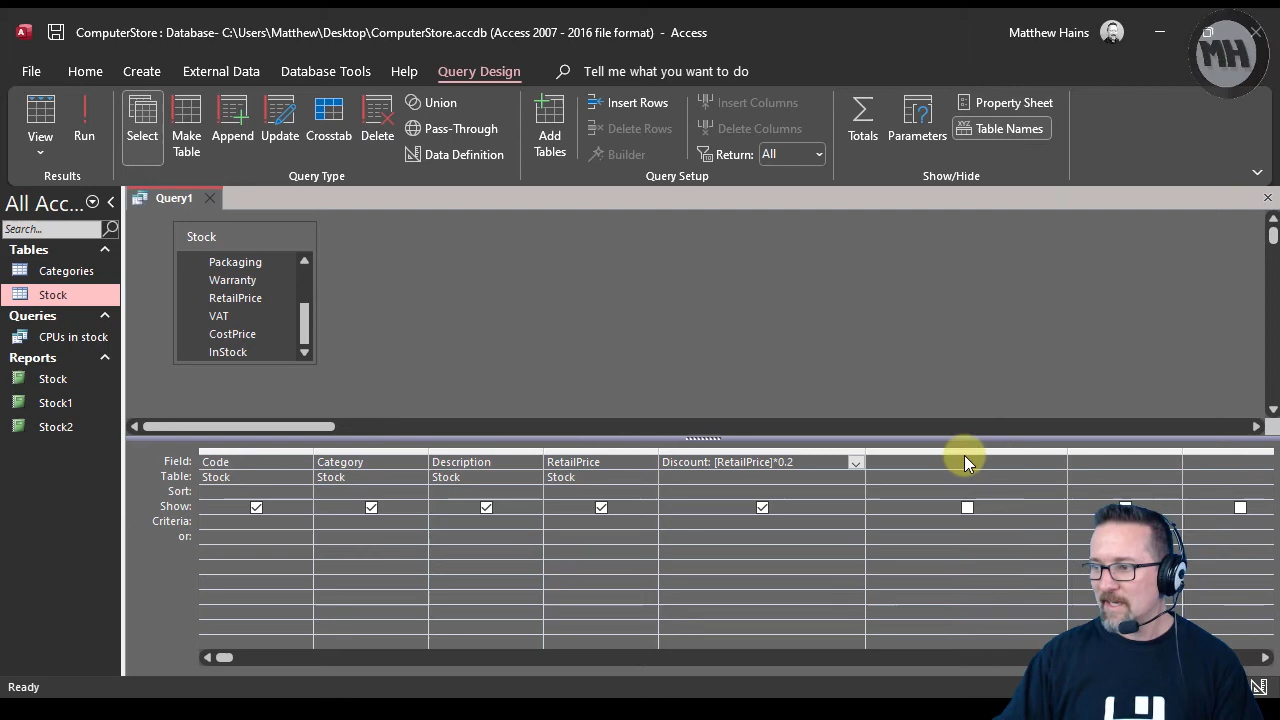 ComputerStore : Database- C:\Users\Matthew\Desktop\ComputerStore.accdb (Access 2007 - 2016 file format) - Access
Matthew Hains
MH
File Home Create External Data Database Tools Help Query Design Tell me what you want to do
View
Run
Results
Select
Make Table
Append
Update
Crosstab
Delete
Union
Pass-Through
Data Definition
Query Type
Add Tables
Insert Rows
Delete Rows
Builder
Insert Columns
Delete Columns
Return: All
Query Setup
Totals
Parameters
Property Sheet
XYZ Table Names
Show/Hide
All Acc...
Search...
Tables
Categories
Stock
Queries
CPUs in stock
Reports
Stock
Stock1
Stock2
Query1
Stock
Packaging
Warranty
RetailPrice
VAT
CostPrice
InStock
Field: Code Category Description RetailPrice Discount: [RetailPrice]*0.2
Table: Stock Stock Stock Stock
Sort:
Show:
Criteria:
or:
Ready